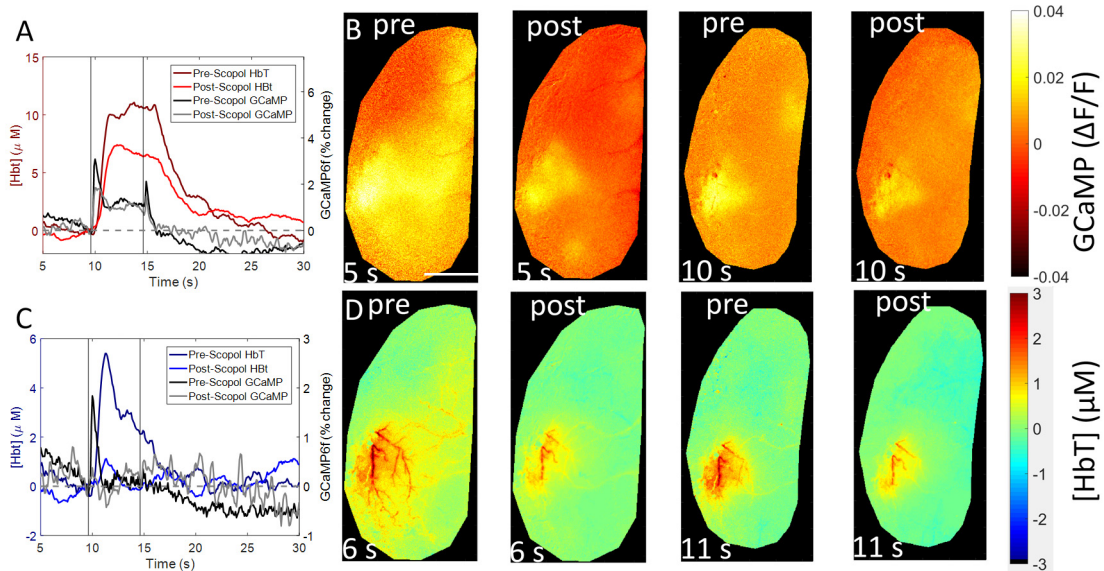 A
15
10
5
0
[Hbt] (μ M)
Pre-Scopol HbT
Post-Scopol HBt
Pre-Scopol GCaMP
Post-Scopol GCaMP
6
4
2
0
GCaMP6f (% change)
5 10 15 20 25 30
Time (s)
B
pre
5 s
post
5 s
pre
10 s
post
10 s
0.04
0.02
0
-0.02
-0.04
GCaMP (ΔF/F)
C
6
4
2
0
-2
[Hbt] (μ M)
Pre-Scopol HbT
Post-Scopol HBt
Pre-Scopol GCaMP
Post-Scopol GCaMP
3
2
1
0
-1
GCaMP6f (% change)
5 10 15 20 25 30
Time (s)
D
pre
6 s
post
6 s
pre
11 s
post
11 s
3
2
1
0
-1
-2
-3
[HbT] (μM)